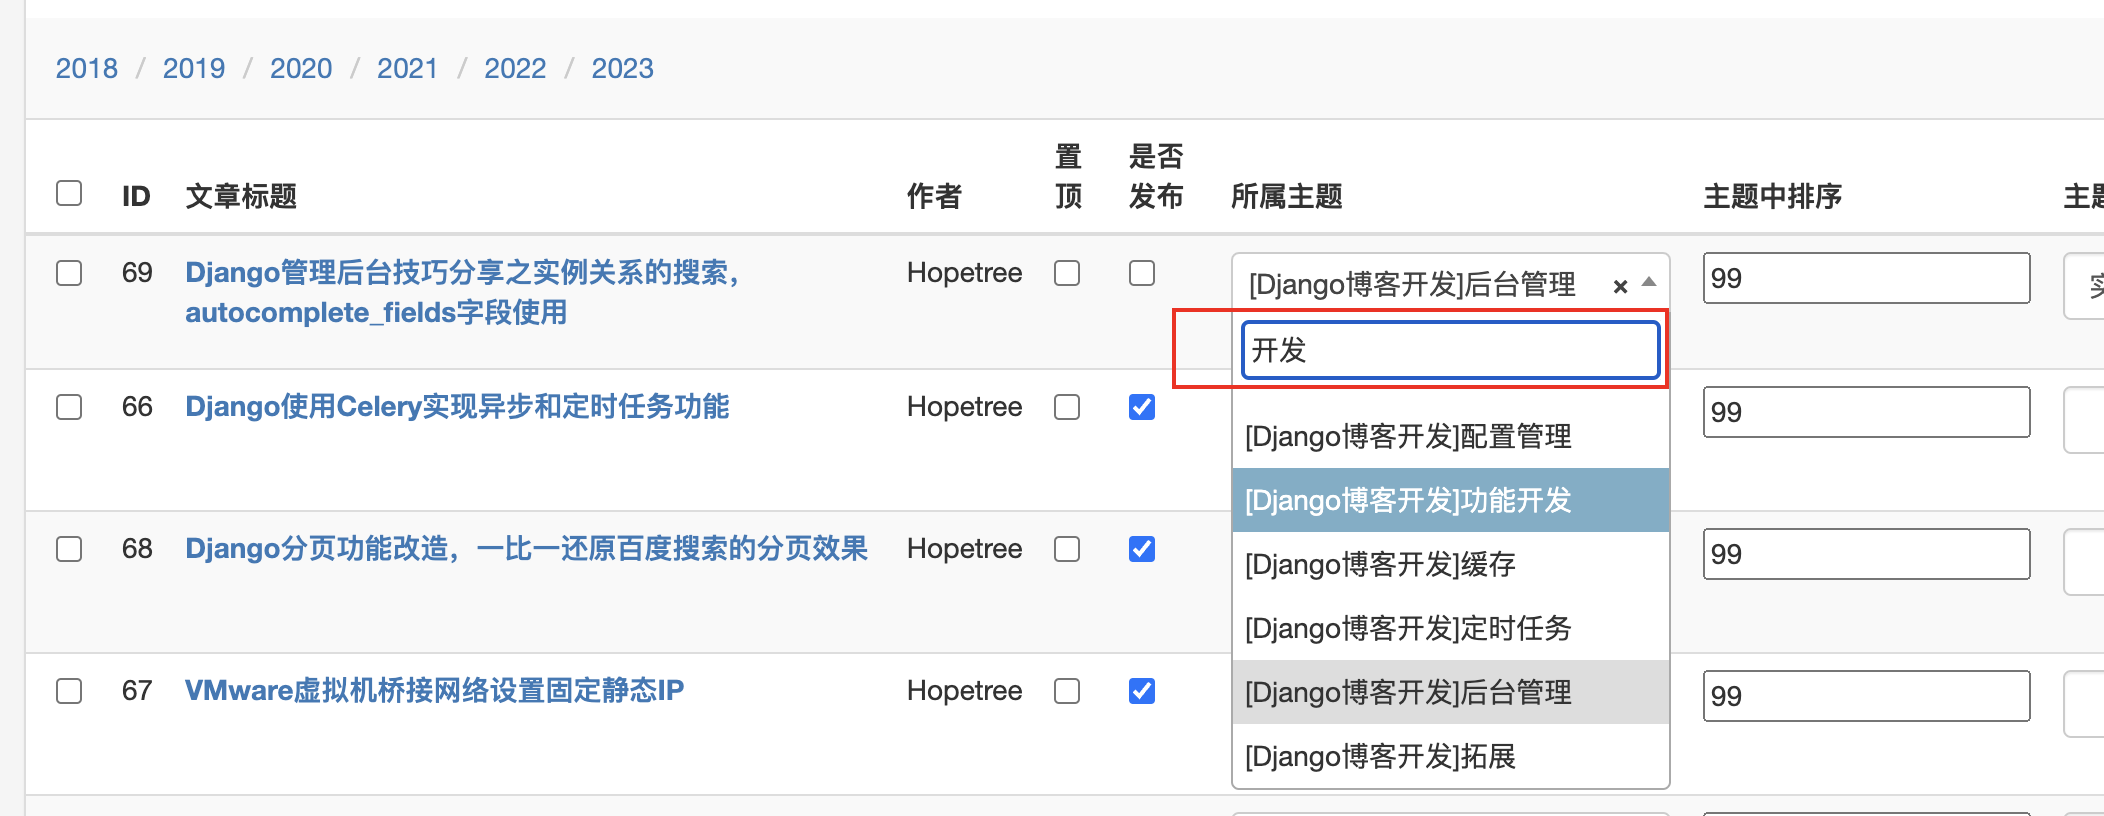 2018 / 2019 / 2020 / 2021 / 2022 / 2023
ID 文章标题 作者 置顶 是否发布 所属主题 主题中排序 主题
69 Django管理后台技巧分享之实例关系的搜索， Hopetree [Django博客开发]后台管理 × 99
autocomplete_fields字段使用
开发
66 Django使用Celery实现异步和定时任务功能 Hopetree 99
[Django博客开发]配置管理
[Django博客开发]功能开发
68 Django分页功能改造，一比一还原百度搜索的分页效果 Hopetree 99
[Django博客开发]缓存
[Django博客开发]定时任务
67 VMware虚拟机桥接网络设置固定静态IP Hopetree 99
[Django博客开发]后台管理
[Django博客开发]拓展